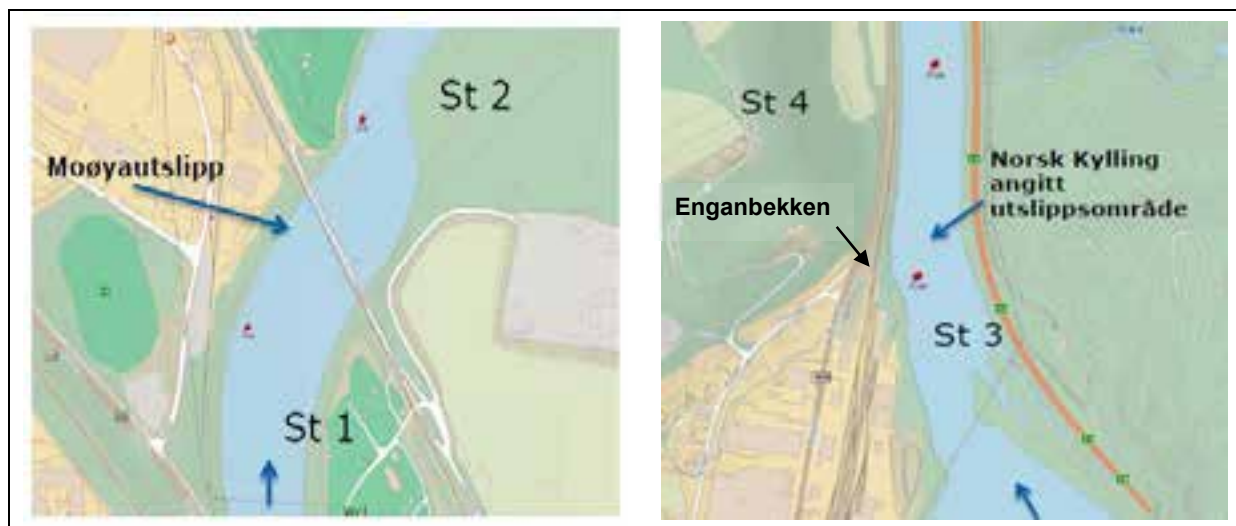 St 2
Moøyautslipp
St 1
St 4
Norsk Kylling
angitt
utslippsområde
Enganbekken
St 3